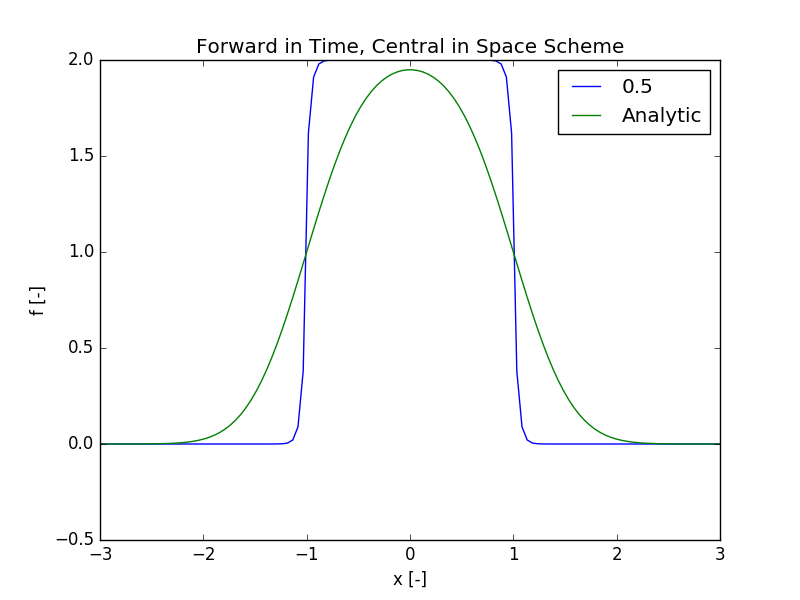 Forward in Time, Central in Space Scheme
2.0
1.5
1.0
0.5
0.0
−0.5
f [-]
0.5
Analytic
−3 −2 −1 0 1 2 3
x [-]